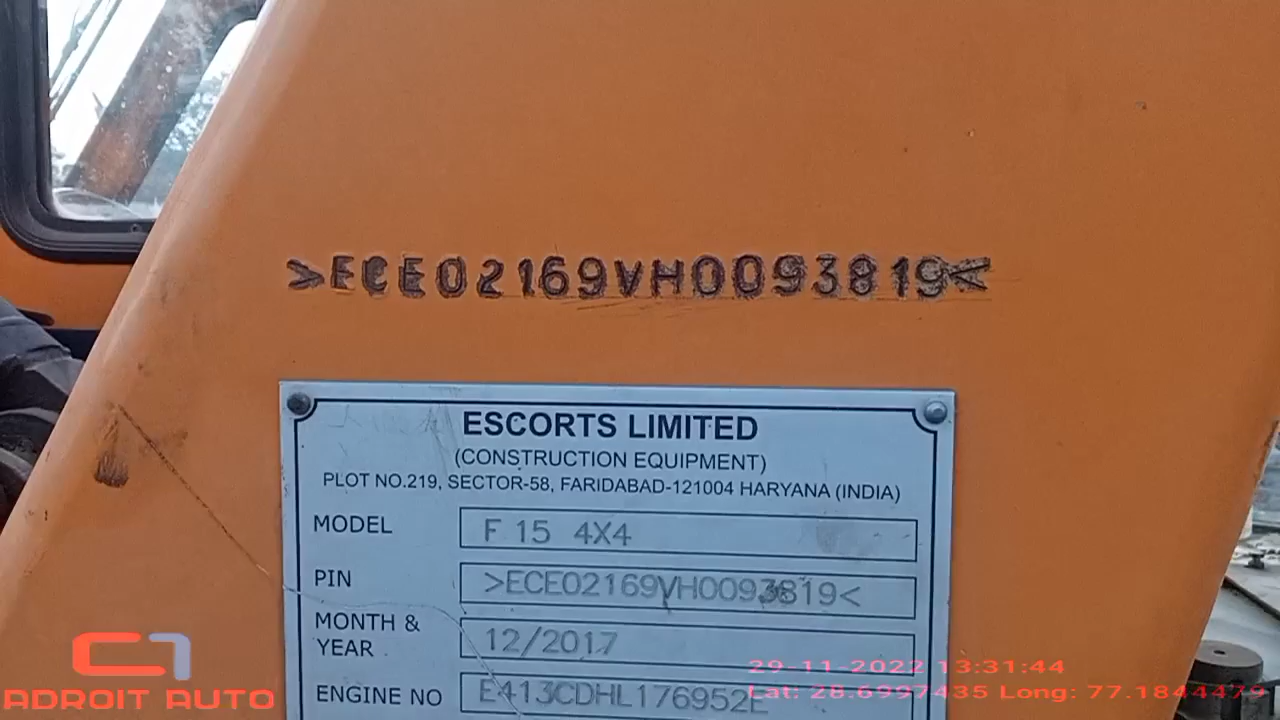 >ECE02169VH0093819<
ESCORTS LIMITED
(CONSTRUCTION EQUIPMENT)
PLOT NO.219, SECTOR-58, FARIDABAD-121004 HARYANA (INDIA)
MODEL F 15 4X4
PIN >ECE02169VH0093819<
MONTH &
YEAR 12/2017
ENGINE NO E413CDHL176952E
29-11-2022 13:31:44
Lat: 28.6997435 Long: 77.1844479
ADROIT AUTO